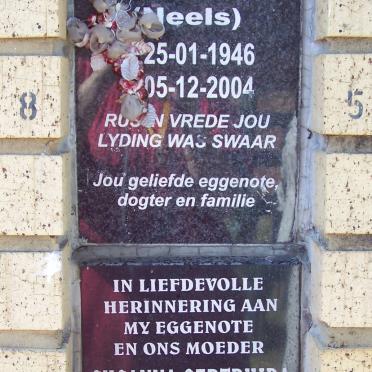 (Neels)
25-01-1946
05-12-2004
RUS IN VREDE JOU
LYDING WAS SWAAR
Jou geliefde eggenote,
dogter en familie
8
5
IN LIEFDEVOLLE
HERINNERING AAN
MY EGGENOTE
EN ONS MOEDER